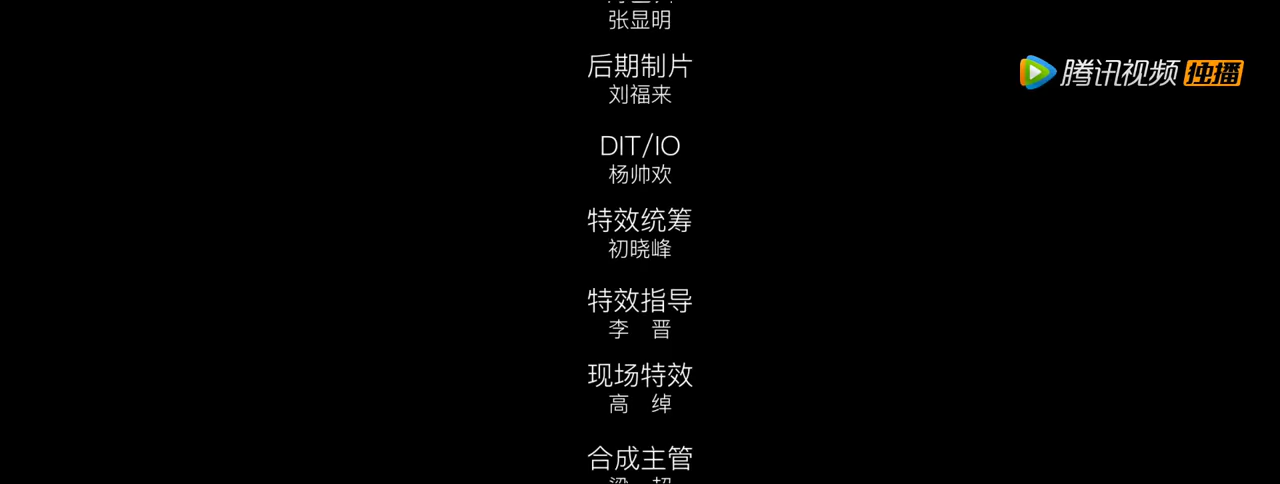 张显明
后期制片
刘福来
腾讯视频 独播
DIT/IO
杨帅欢
特效统筹
初晓峰
特效指导
李 晋
现场特效
高 绰
合成主管